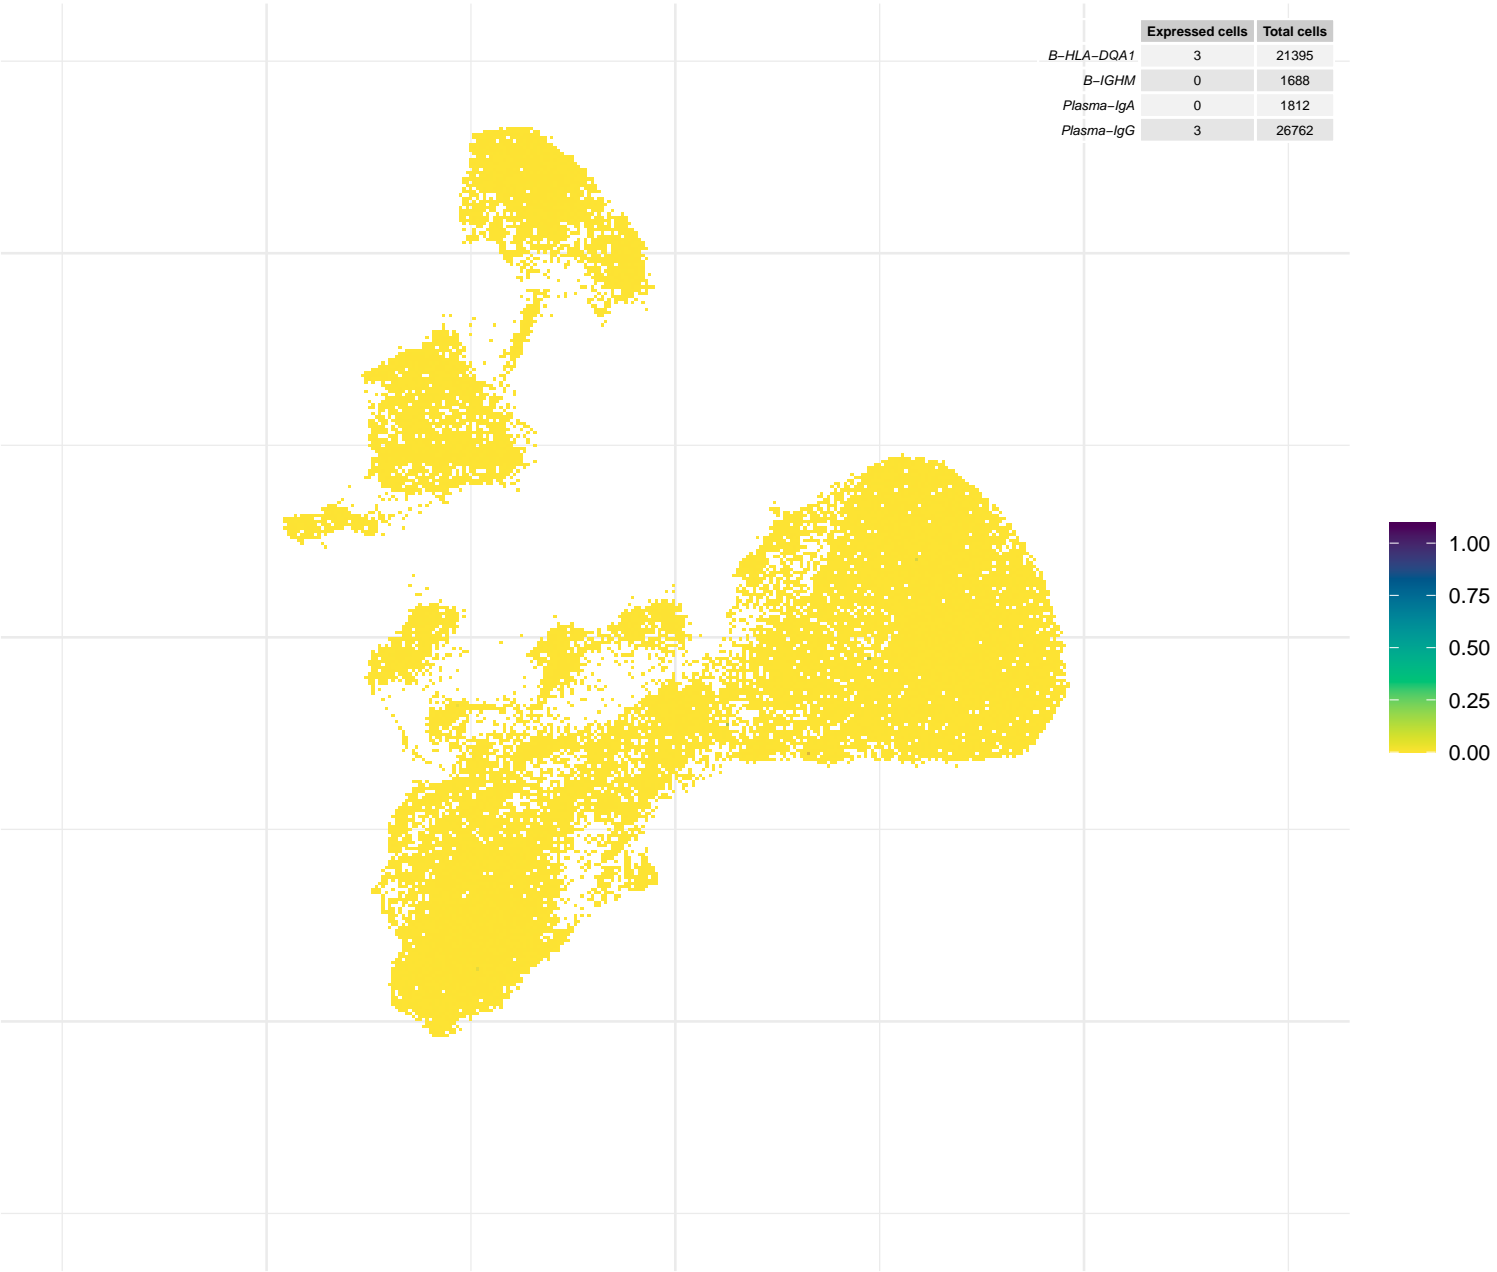 Expressed cells Total cells
B−HLA−DQA1 3 21395
B−IGHM 0 1688
Plasma−IgA 0 1812
Plasma−IgG 3 26762
1.00
0.75
0.50
0.25
0.00